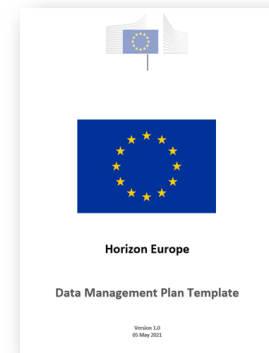 Horizon Europe
Data Management Plan Template
Version 1.0
05 May 2021